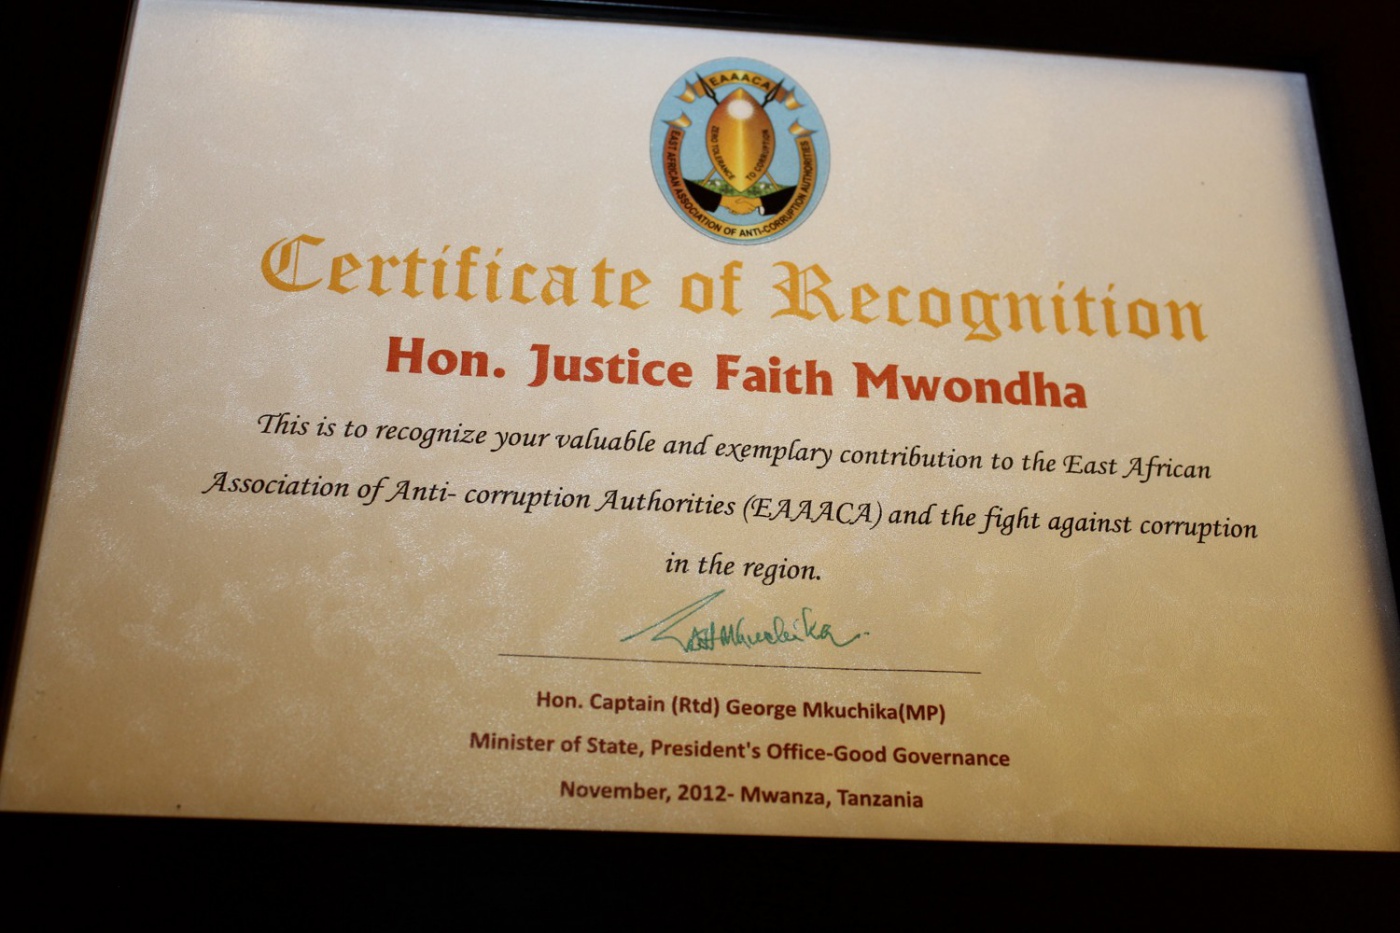 EAAACA
ZERO TOLERANCE TO CORRUPTION
EAST AFRICAN ASSOCIATION OF ANTI-CORRUPTION AUTHORITIES
Certificate of Recognition
Hon. Justice Faith Mwondha
This is to recognize your valuable and exemplary contribution to the East African
Association of Anti- corruption Authorities (EAAACA) and the fight against corruption
in the region.
Hon. Captain (Rtd) George Mkuchika(MP)
Minister of State, President's Office-Good Governance
November, 2012- Mwanza, Tanzania